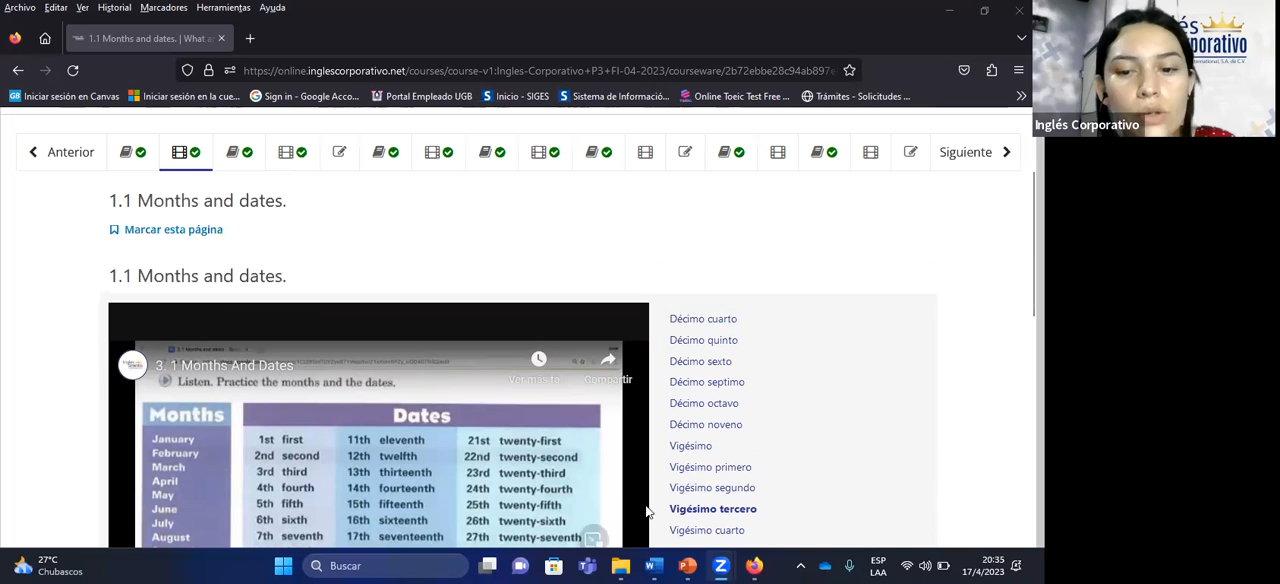 Archivo Editar Ver Historial Marcadores Herramientas Ayuda
1.1 Months and dates. | What a
https://online.inglescorporativo.net/courses/course-v1:Ingles-Corporativo+P3+FI-04-2023/courseware/2b72ebbe28c94ab897e
Iniciar sesión en Canvas Iniciar sesión en la cue... Sign in - Google Acco... Portal Empleado UGB Inicio - SIGES Sistema de Informació... Online Toeic Test Free ... Trámites - Solicitudes ...
Inglés Corporativo
Anterior Siguiente
1.1 Months and dates.
Marcar esta página
1.1 Months and dates.
3. 1 Months And Dates
Ver más ta Compartir
Listen. Practice the months and the dates.
Months Dates
January 1st first 11th eleventh 21st twenty-first
February 2nd second 12th twelfth 22nd twenty-second
March 3rd third 13th thirteenth 23rd twenty-third
April 4th fourth 14th fourteenth 24th twenty-fourth
May 5th fifth 15th fifteenth 25th twenty-fifth
June 6th sixth 16th sixteenth 26th twenty-sixth
July 7th seventh 17th seventeenth 27th twenty-seventh
August
Décimo cuarto
Décimo quinto
Décimo sexto
Décimo septimo
Décimo octavo
Décimo noveno
Vigésimo
Vigésimo primero
Vigésimo segundo
Vigésimo tercero
Vigésimo cuarto
27°C
Chubascos
Buscar
ESP
LAA
20:35
17/4/2023